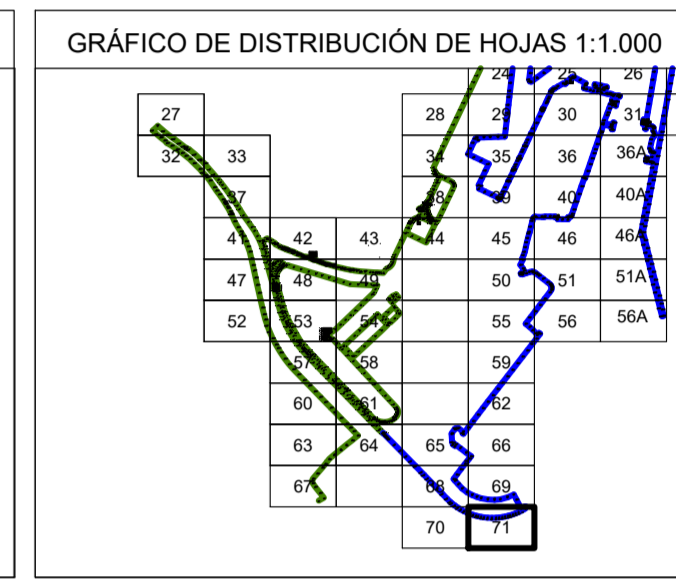 GRÁFICO DE DISTRIBUCIÓN DE HOJAS 1:1.000
24 25 26
27 28 29 30 31
32 33 34 35 36 36A
37 38 39 40 40A
41 42 43 44 45 46 46A
47 48 49 50 51 51A
52 53 54 55 56 56A
57 58 59
60 61 62
63 64 65 66
67 68 69
70 71